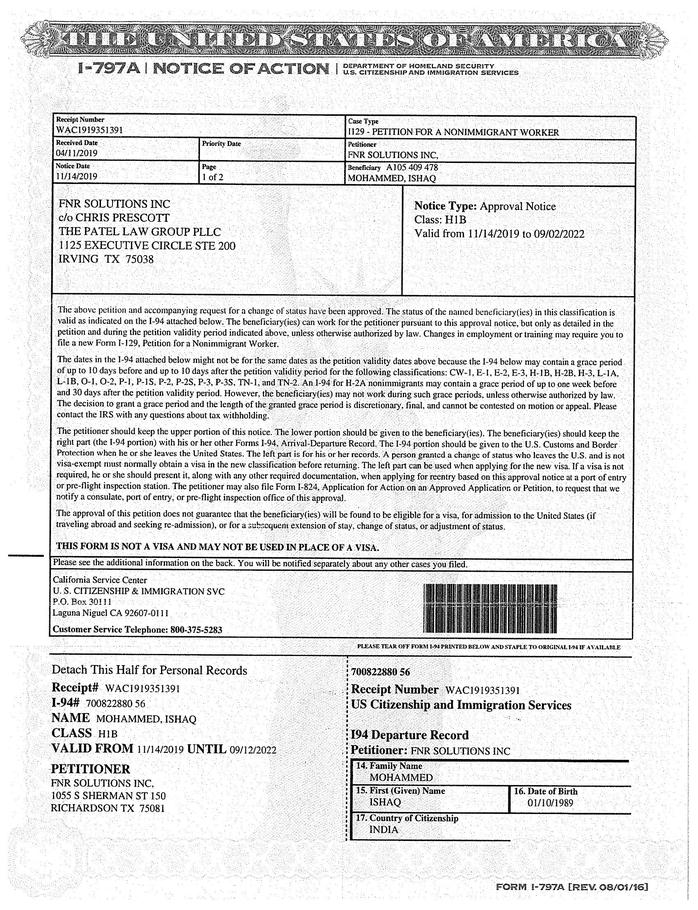 THE UNITED STATES OF AMERICA
I-797A | NOTICE OF ACTION | DEPARTMENT OF HOMELAND SECURITY
U.S. CITIZENSHIP AND IMMIGRATION SERVICES
Receipt Number
WAC1919351391
Case Type
I129 - PETITION FOR A NONIMMIGRANT WORKER
Received Date
04/11/2019
Priority Date
Petitioner
FNR SOLUTIONS INC,
Notice Date
11/14/2019
Page
1 of 2
Beneficiary A105 409 478
MOHAMMED, ISHAQ
FNR SOLUTIONS INC
c/o CHRIS PRESCOTT
THE PATEL LAW GROUP PLLC
1125 EXECUTIVE CIRCLE STE 200
IRVING TX 75038
Notice Type: Approval Notice
Class: H1B
Valid from 11/14/2019 to 09/02/2022
The above petition and accompanying request for a change of status have been approved. The status of the named beneficiary(ies) in this classification is
valid as indicated on the I-94 attached below. The beneficiary(ies) can work for the petitioner pursuant to this approval notice, but only as detailed in the
petition and during the petition validity period indicated above, unless otherwise authorized by law. Changes in employment or training may require you to
file a new Form I-129, Petition for a Nonimmigrant Worker.
The dates in the I-94 attached below might not be for the same dates as the petition validity dates above because the I-94 below may contain a grace period
of up to 10 days before and up to 10 days after the petition validity period for the following classifications: CW-1, E-1, E-2, E-3, H-1B, H-2B, H-3, L-1A,
L-1B, O-1, O-2, P-1, P-1S, P-2, P-2S, P-3, P-3S, TN-1, and TN-2. An I-94 for H-2A nonimmigrants may contain a grace period of up to one week before
and 30 days after the petition validity period. However, the beneficiary(ies) may not work during such grace periods, unless otherwise authorized by law.
The decision to grant a grace period and the length of the granted grace period is discretionary, final, and cannot be contested on motion or appeal. Please
contact the IRS with any questions about tax withholding.
The petitioner should keep the upper portion of this notice. The lower portion should be given to the beneficiary(ies). The beneficiary(ies) should keep the
right part (the I-94 portion) with his or her other Forms I-94, Arrival-Departure Record. The I-94 portion should be given to the U.S. Customs and Border
Protection when he or she leaves the United States. The left part is for his or her records. A person granted a change of status who leaves the U.S. and is not
visa-exempt must normally obtain a visa in the new classification before returning. The left part can be used when applying for the new visa. If a visa is not
required, he or she should present it, along with any other required documentation, when applying for reentry based on this approval notice at a port of entry
or pre-flight inspection station. The petitioner may also file Form I-824, Application for Action on an Approved Application or Petition, to request that we
notify a consulate, port of entry, or pre-flight inspection office of this approval.
The approval of this petition does not guarantee that the beneficiary(ies) will be found to be eligible for a visa, for admission to the United States (if
traveling abroad and seeking re-admission), or for a subsequent extension of stay, change of status, or adjustment of status.
THIS FORM IS NOT A VISA AND MAY NOT BE USED IN PLACE OF A VISA.
Please see the additional information on the back. You will be notified separately about any other cases you filed.
California Service Center
U. S. CITIZENSHIP & IMMIGRATION SVC
P.O. Box 30111
Laguna Niguel CA 92607-0111
Customer Service Telephone: 800-375-5283
PLEASE TEAR OFF FORM I-94 PRINTED BELOW AND STAPLE TO ORIGINAL I-94 IF AVAILABLE
Detach This Half for Personal Records
Receipt# WAC1919351391
I-94# 700822880 56
NAME MOHAMMED, ISHAQ
CLASS H1B
VALID FROM 11/14/2019 UNTIL 09/12/2022
PETITIONER
FNR SOLUTIONS INC,
1055 S SHERMAN ST 150
RICHARDSON TX 75081
700822880 56
Receipt Number WAC1919351391
US Citizenship and Immigration Services
I94 Departure Record
Petitioner: FNR SOLUTIONS INC
14. Family Name
MOHAMMED
15. First (Given) Name
ISHAQ
16. Date of Birth
01/10/1989
17. Country of Citizenship
INDIA
FORM I-797A [REV. 08/01/16]